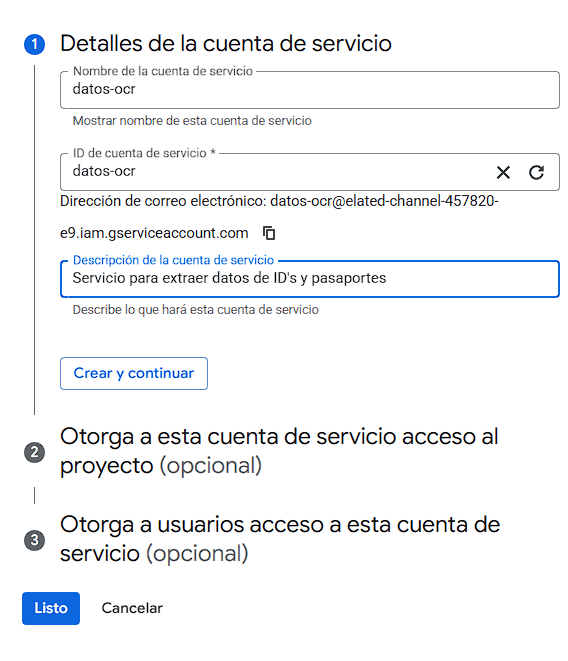 1 Detalles de la cuenta de servicio
Nombre de la cuenta de servicio
datos-ocr
Mostrar nombre de esta cuenta de servicio
ID de cuenta de servicio *
datos-ocr
Dirección de correo electrónico: datos-ocr@elated-channel-457820-
e9.iam.gserviceaccount.com
Descripción de la cuenta de servicio
Servicio para extraer datos de ID's y pasaportes
Describe lo que hará esta cuenta de servicio
Crear y continuar
2 Otorga a esta cuenta de servicio acceso al
proyecto (opcional)
3 Otorga a usuarios acceso a esta cuenta de
servicio (opcional)
Listo Cancelar